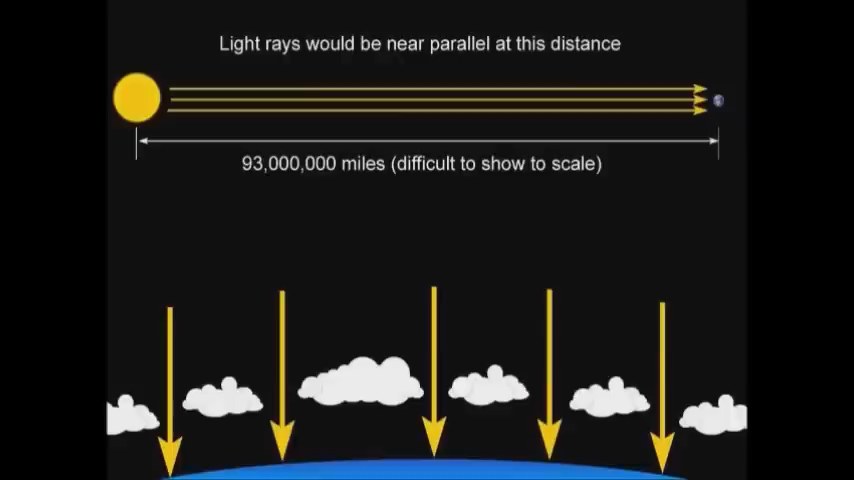 Light rays would be near parallel at this distance
93,000,000 miles (difficult to show to scale)